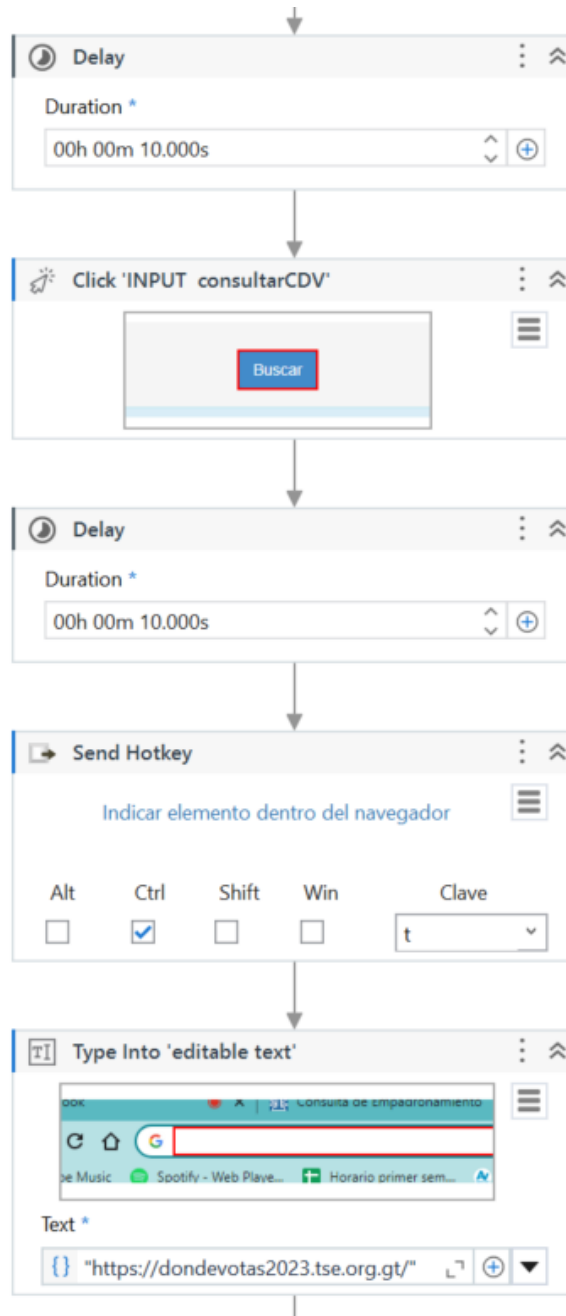 Delay
Duration *
00h 00m 10.000s
Click 'INPUT consultarCDV'
Buscar
Delay
Duration *
00h 00m 10.000s
Send Hotkey
Indicar elemento dentro del navegador
Alt Ctrl Shift Win Clave
t
Type Into 'editable text'
Consulta de Empadronamiento
G
Music Spotify - Web Playe... Horario primer sem...
Text *
{} "https://dondevotas2023.tse.org.gt/"